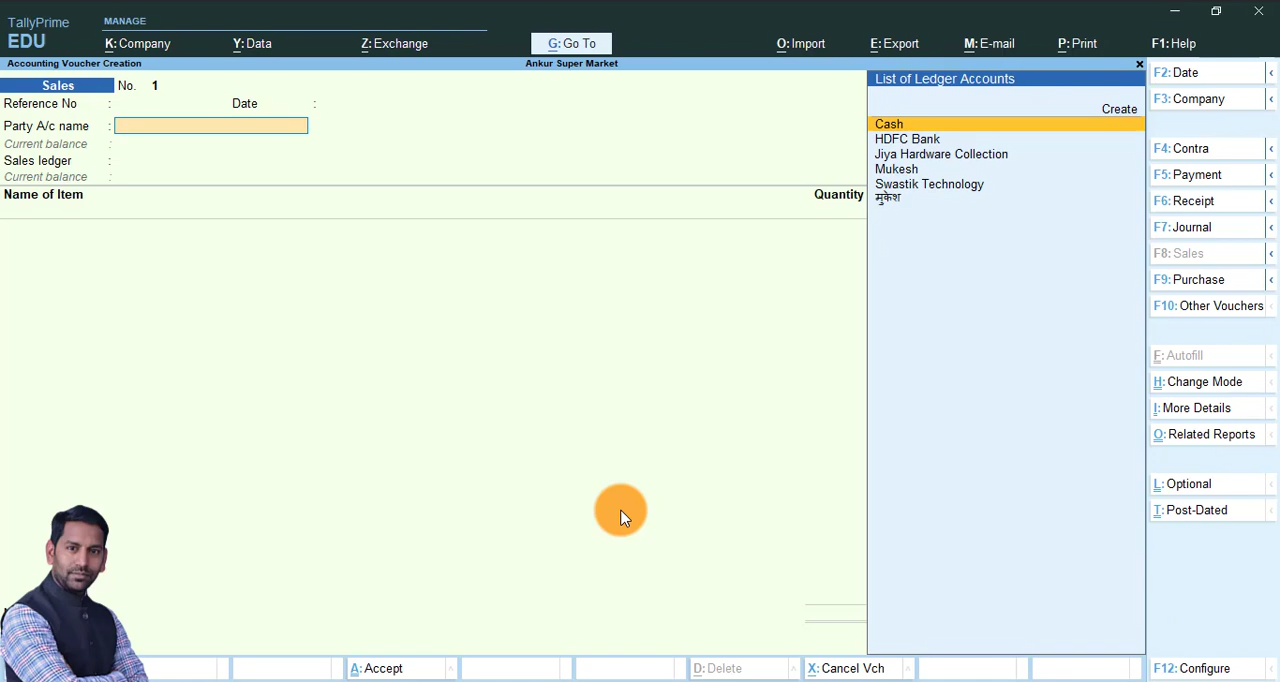 TallyPrime
EDU
MANAGE
K: Company
Y: Data
Z: Exchange
G: Go To
O: Import
E: Export
M: E-mail
P: Print
F1: Help
Accounting Voucher Creation
Ankur Super Market
Sales No. 1
Reference No : Date :
Party A/c name :
Current balance :
Sales ledger :
Current balance :
Name of Item Quantity
List of Ledger Accounts
Create
Cash
HDFC Bank
Jiya Hardware Collection
Mukesh
Swastik Technology
मुकेश
F2: Date
F3: Company
F4: Contra
F5: Payment
F6: Receipt
F7: Journal
F8: Sales
F9: Purchase
F10: Other Vouchers
F: Autofill
H: Change Mode
I: More Details
O: Related Reports
L: Optional
T: Post-Dated
A: Accept
D: Delete
X: Cancel Vch
F12: Configure